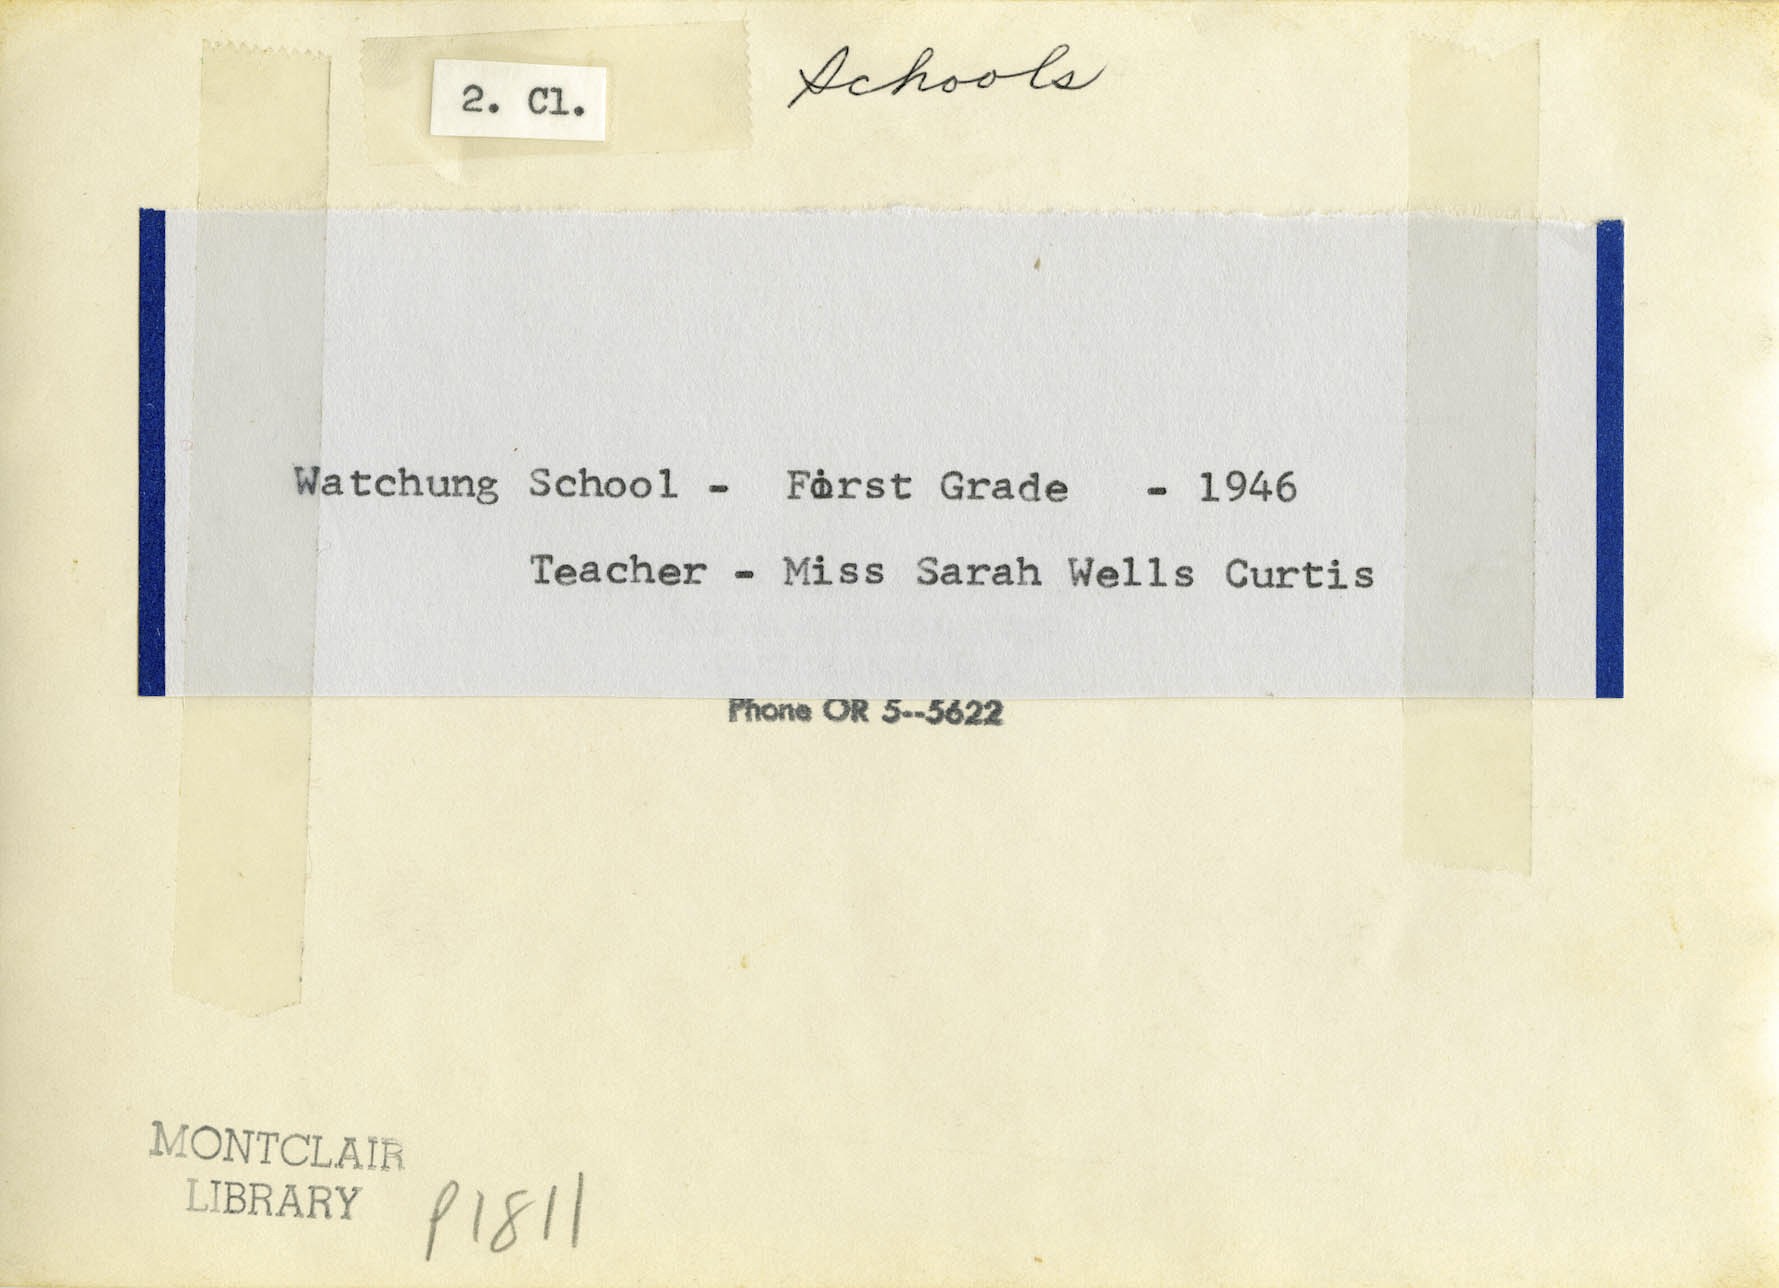 Schools
2. Cl.
Watchung School - First Grade - 1946
Teacher - Miss Sarah Wells Curtis
Phone OR 5--5622
MONTCLAIR
LIBRARY
P1811